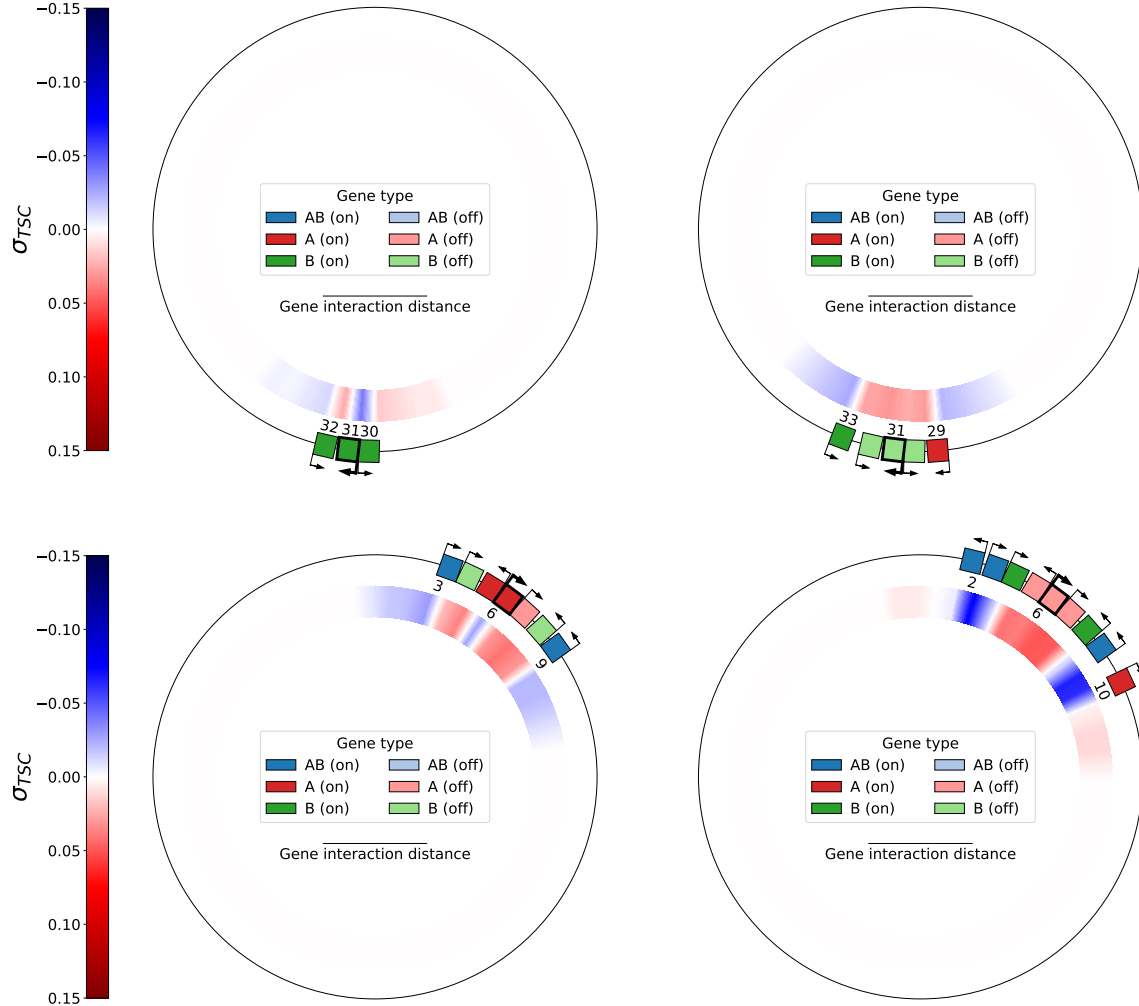 −0.15
−0.10
−0.05
0.00
0.05
0.10
0.15
σTSC
Gene type
AB (on) AB (off)
A (on) A (off)
B (on) B (off)
Gene interaction distance
32 31 30
Gene type
AB (on) AB (off)
A (on) A (off)
B (on) B (off)
Gene interaction distance
33 31 29
−0.15
−0.10
−0.05
0.00
0.05
0.10
0.15
σTSC
3 6 9
Gene type
AB (on) AB (off)
A (on) A (off)
B (on) B (off)
Gene interaction distance
2 6 10
Gene type
AB (on) AB (off)
A (on) A (off)
B (on) B (off)
Gene interaction distance